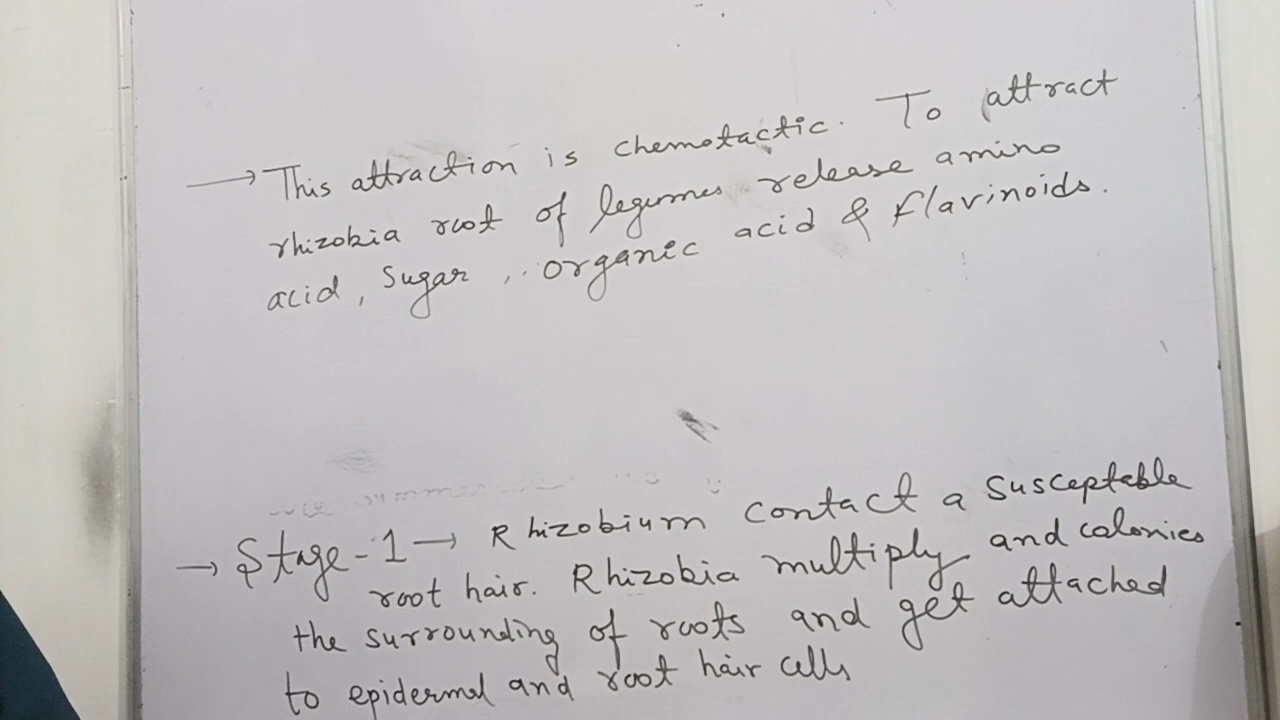 → This attraction is chemotactic. To attract
rhizobia root of legumes release amino
acid, Sugar, organic acid & flavinoids.
→ Stage-1 → Rhizobium contact a susceptable
root hair. Rhizobia multiply and colonies
the surrounding of roots and get attached
to epidermal and root hair cells